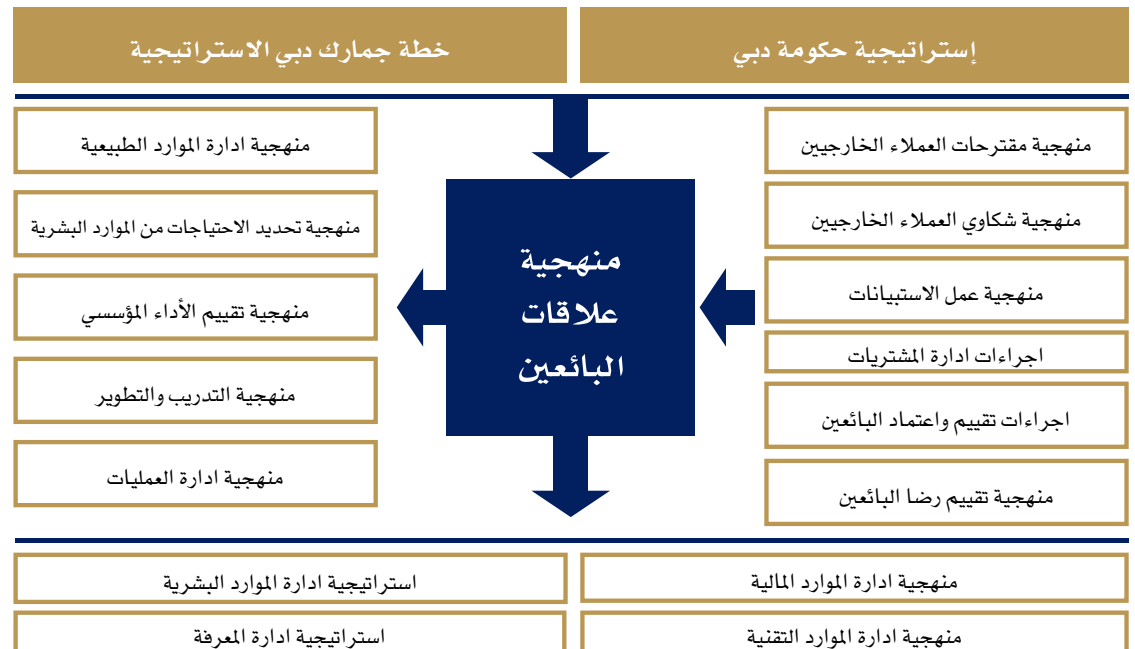 إستراتيجية حكومة دبي
خطة جمارك دبي الاستراتيجية
منهجية مقترحات العملاء الخارجيين
منهجية شكاوي العملاء الخارجيين
منهجية عمل الاستبيانات
اجراءات ادارة المشتريات
اجراءات تقييم واعتماد البائعين
منهجية تقييم رضا البائعين
منهجية
علاقات
البائعين
منهجية ادارة الموارد الطبيعية
منهجية تحديد الاحتياجات من الموارد البشرية
منهجية تقييم الأداء المؤسسي
منهجية التدريب والتطوير
منهجية ادارة العمليات
منهجية ادارة الموارد المالية
استراتيجية ادارة الموارد البشرية
منهجية ادارة الموارد التقنية
استراتيجية ادارة المعرفة